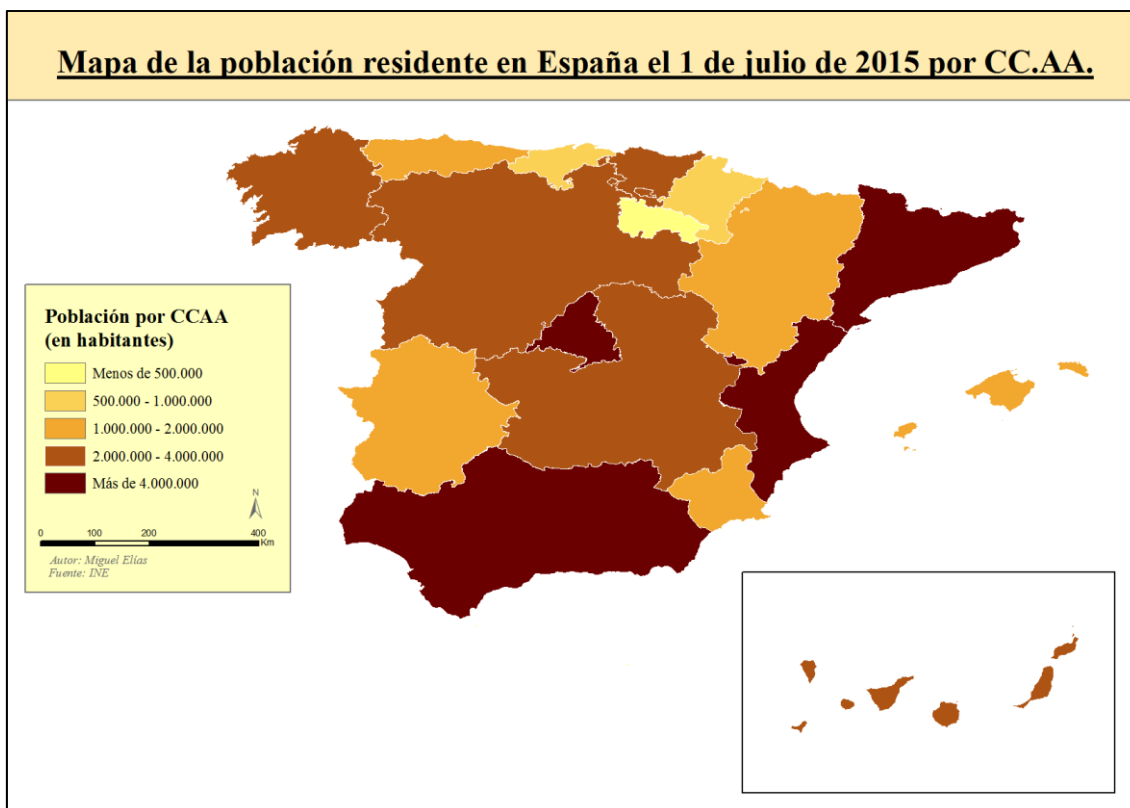 Mapa de la población residente en España el 1 de julio de 2015 por CC.AA.
Población por CCAA
(en habitantes)
Menos de 500.000
500.000 - 1.000.000
1.000.000 - 2.000.000
2.000.000 - 4.000.000
Más de 4.000.000
N
0 100 200 400
Km
Autor: Miguel Elías
Fuente: INE